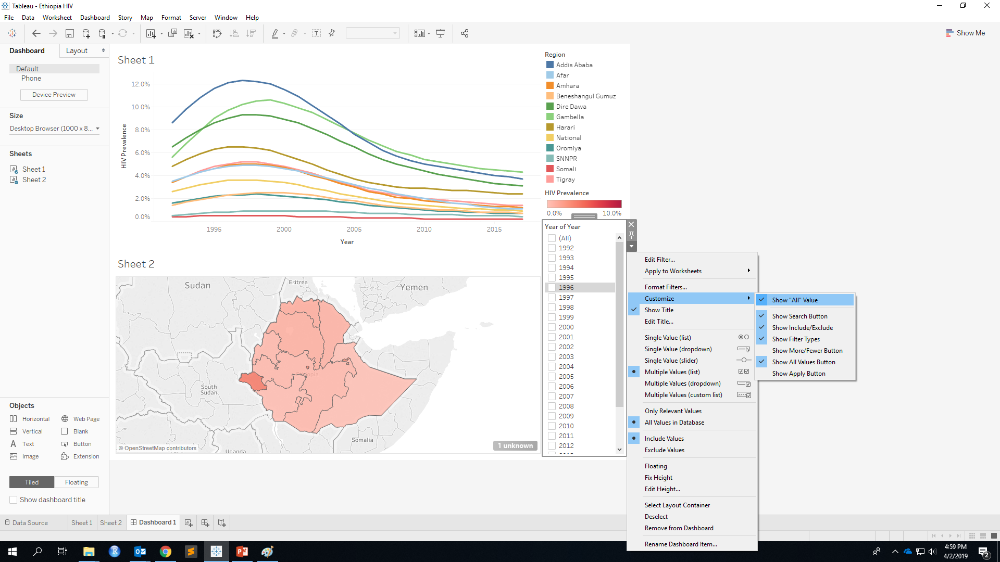 Tableau - Ethiopia HIV
File Data Worksheet Dashboard Story Map Format Server Window Help
Show Me
Dashboard
Layout
Default
Phone
Device Preview
Size
Desktop Browser (1000 x 8...
Sheets
Sheet 1
Sheet 2
Objects
Horizontal Web Page
Vertical Blank
Text Button
Image Extension
Tiled Floating
Show dashboard title
Sheet 1
12.0%
10.0%
8.0%
6.0%
4.0%
2.0%
0.0%
HIV Prevalence
1995 2000 2005 2010 2015
Year
Region
Addis Ababa
Afar
Amhara
Beneshangul Gumuz
Dire Dawa
Gambella
Harari
National
Oromiya
SNNPR
Somali
Tigray
HIV Prevalence
0.0% 10.0%
Sheet 2
Sudan
Eritrea
Yemen
Ethiopia
South
Sudan
Somalia
Uganda
© OpenStreetMap contributors
1 unknown
Year of Year
(All)
1992
1993
1994
1995
1996
1997
1998
1999
2000
2001
2002
2003
2004
2005
2006
2007
2008
2009
2010
2011
2012
Edit Filter...
Apply to Worksheets
Format Filters...
Customize
Show Title
Edit Title...
Single Value (list)
Single Value (dropdown)
Single Value (slider)
Multiple Values (list)
Multiple Values (dropdown)
Multiple Values (custom list)
Only Relevant Values
All Values in Database
Include Values
Exclude Values
Floating
Fix Height
Edit Height...
Select Layout Container
Deselect
Remove from Dashboard
Rename Dashboard Item...
Show "All" Value
Show Search Button
Show Include/Exclude
Show Filter Types
Show More/Fewer Button
Show All Values Button
Show Apply Button
Data Source Sheet 1 Sheet 2 Dashboard 1
4:59 PM
4/2/2019
2